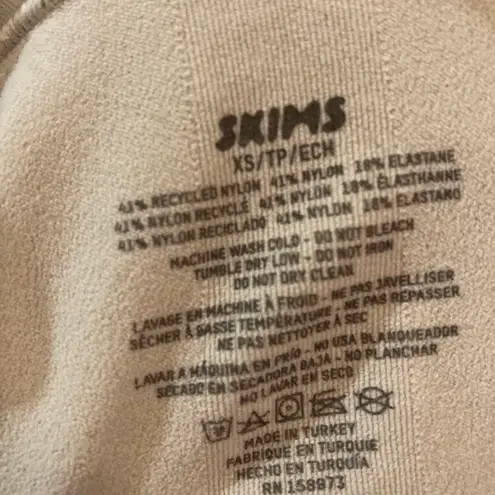 SKIMS
XS/TP/ECH
41% RECYCLED NYLON 41% NYLON 18% ELASTANE
41% NYLON RECYCLÉ 41% NYLON 18% ÉLASTHANNE
41% NYLON RECICLADO 41% NYLON 18% ELASTANO
MACHINE WASH COLD - DO NOT BLEACH
TUMBLE DRY LOW - DO NOT IRON
DO NOT DRY CLEAN
LAVAGE EN MACHINE À FROID - NE PAS JAVELLISER
SÉCHER À BASSE TEMPÉRATURE - NE PAS REPASSER
NE PAS NETTOYER À SEC
LAVAR A MÁQUINA EN FRÍO - NO USA BLANQUEADOR
SECADO EN SECADORA BAJA - NO PLANCHAR
NO LAVAR EN SECO
MADE IN TURKEY
FABRIQUÉ EN TURQUIE
HECHO EN TURQUÍA
RN 158973